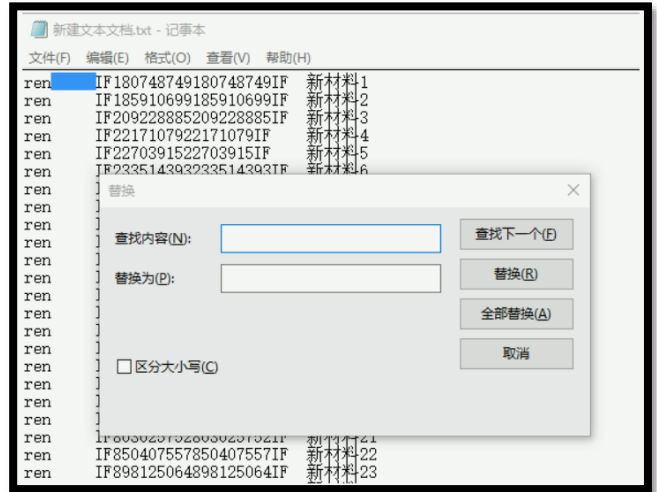 新建文本文档.txt - 记事本
文件(F) 编辑(E) 格式(O) 查看(V) 帮助(H)
ren IF180748749180748749IF 新材料1
ren IF185910699185910699IF 新材料2
ren IF209228885209228885IF 新材料3
ren IF2217107922171079IF 新材料4
ren IF2270391522703915IF 新材料5
ren IF233514393233514393IF 新材料6
ren
替换
ren
ren
查找内容(N):
查找下一个(F)
ren
ren
替换为(P):
替换(R)
ren
ren
ren
全部替换(A)
ren
ren
取消
ren
区分大小写(C)
ren
ren
ren
ren IF803025752803025752IF 新材料21
ren IF850407557850407557IF 新材料22
ren IF898125064898125064IF 新材料23